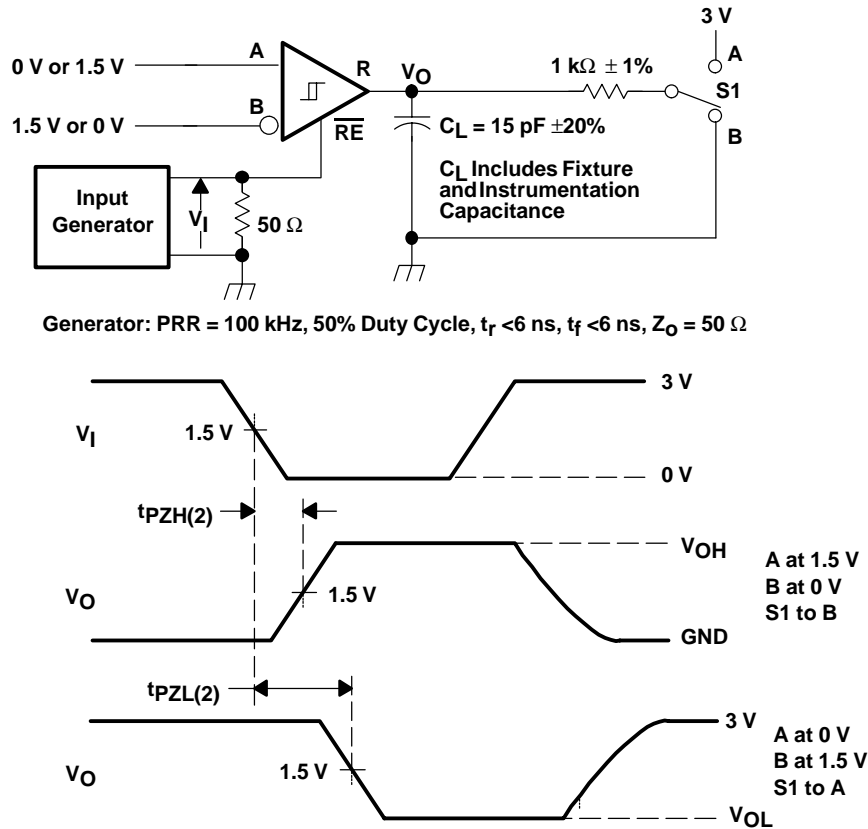 3 V
A
0 V or 1.5 V
A
R
VO
1 kΩ ± 1%
S1
B
1.5 V or 0 V
RE
CL = 15 pF ±20%
B
CL Includes Fixture
and Instrumentation
Capacitance
Input
Generator
VI
50 Ω
Generator: PRR = 100 kHz, 50% Duty Cycle, tr <6 ns, tf <6 ns, Zo = 50 Ω
3 V
VI
1.5 V
0 V
tPZH(2)
VOH
A at 1.5 V
B at 0 V
S1 to B
VO
1.5 V
GND
tPZL(2)
3 V
A at 0 V
B at 1.5 V
S1 to A
VO
1.5 V
VOL